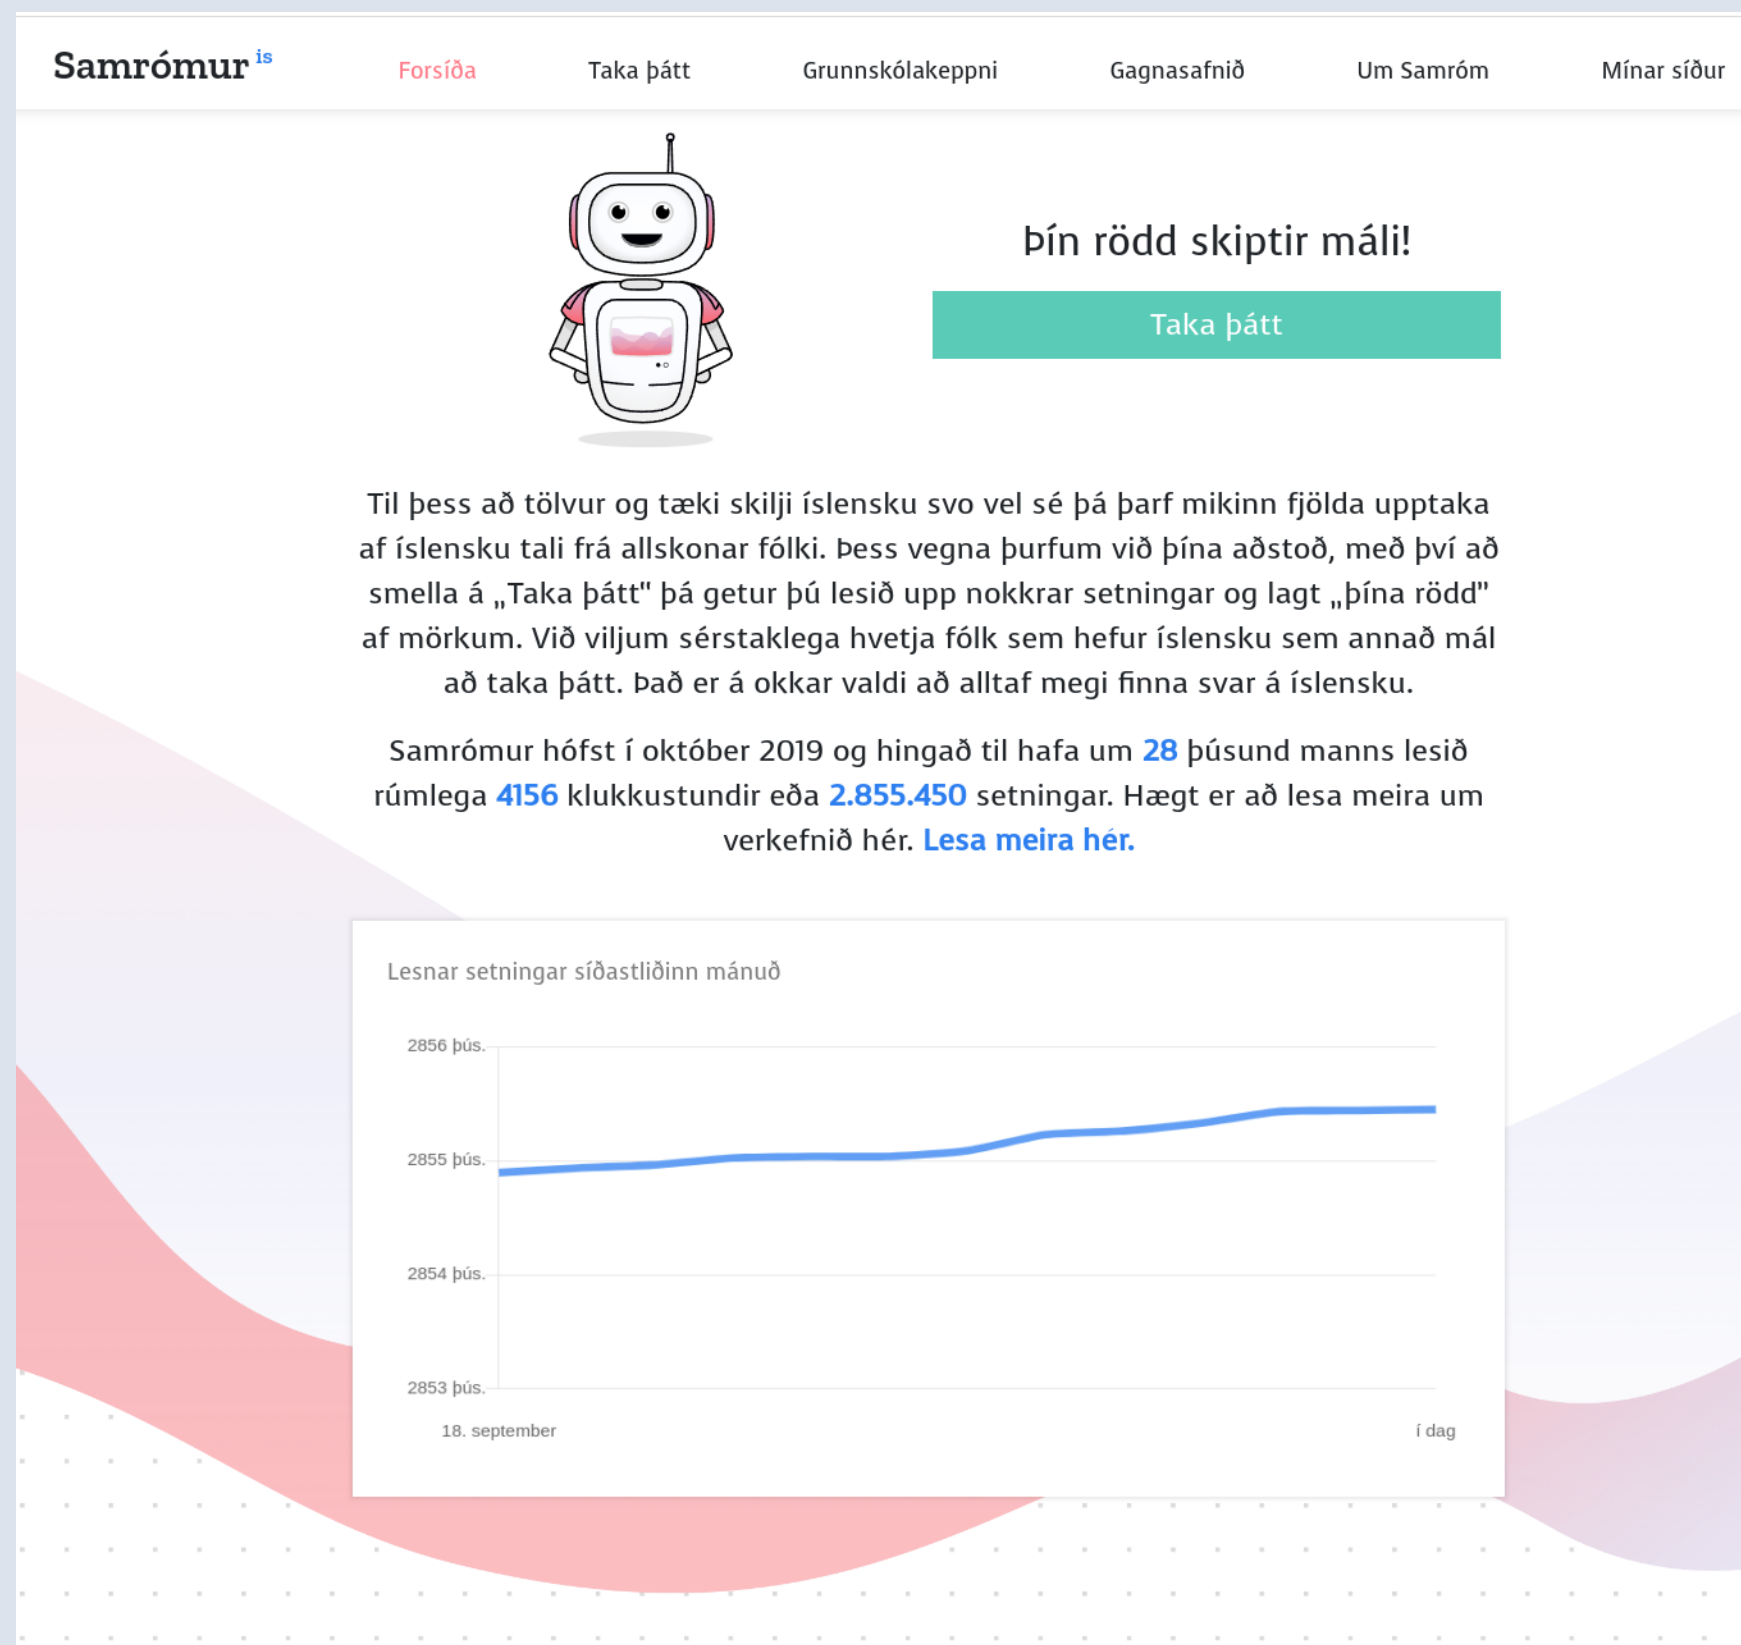 Samrómur is
Forsíða
Taka þátt
Grunnskólakeppni
Gagnasafnið
Um Samróm
Mínar síður
Þín rödd skiptir máli!
Taka þátt
Til þess að tölvur og tæki skilji íslensku svo vel sé þá þarf mikinn fjölda upptaka
af íslensku tali frá allskonar fólki. Þess vegna þurfum við þína aðstoð, með því að
smella á „Taka þátt“ þá getur þú lesið upp nokkrar setningar og lagt „þína rödd”
af mörkum. Við viljum sérstaklega hvetja fólk sem hefur íslensku sem annað mál
að taka þátt. Það er á okkar valdi að alltaf megi finna svar á íslensku.
Samrómur hófst í október 2019 og hingað til hafa um 28 þúsund manns lesið
rúmlega 4156 klukkustundir eða 2.855.450 setningar. Hægt er að lesa meira um
verkefnið hér. Lesa meira hér.
Lesnar setningar síðastliðinn mánuð
2856 þús.
2855 þús.
2854 þús.
2853 þús.
18. september
í dag